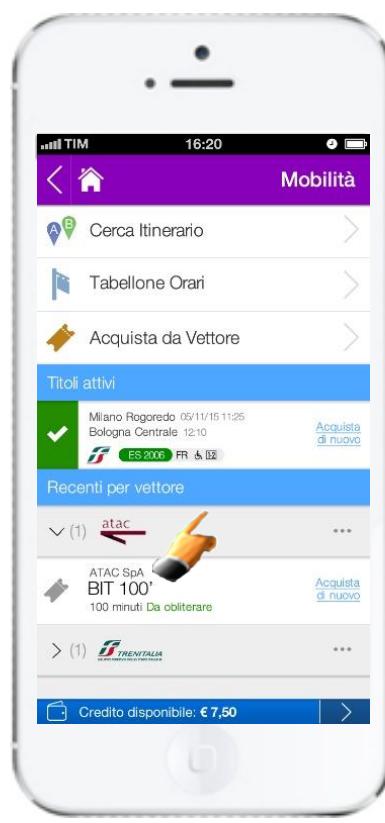 TIM 16:20
Mobilità
A B Cerca Itinerario
Tabellone Orari
Acquista da Vettore
Titoli attivi
Milano Rogoredo 05/11/15 11:25
Bologna Centrale 12:10
Acquista
di nuovo
ES 2006 FR
Recenti per vettore
(1) atac
ATAC SpA
BIT 100'
100 minuti Da obliterare
Acquista
di nuovo
(1) TRENITALIA
Credito disponibile: € 7,50